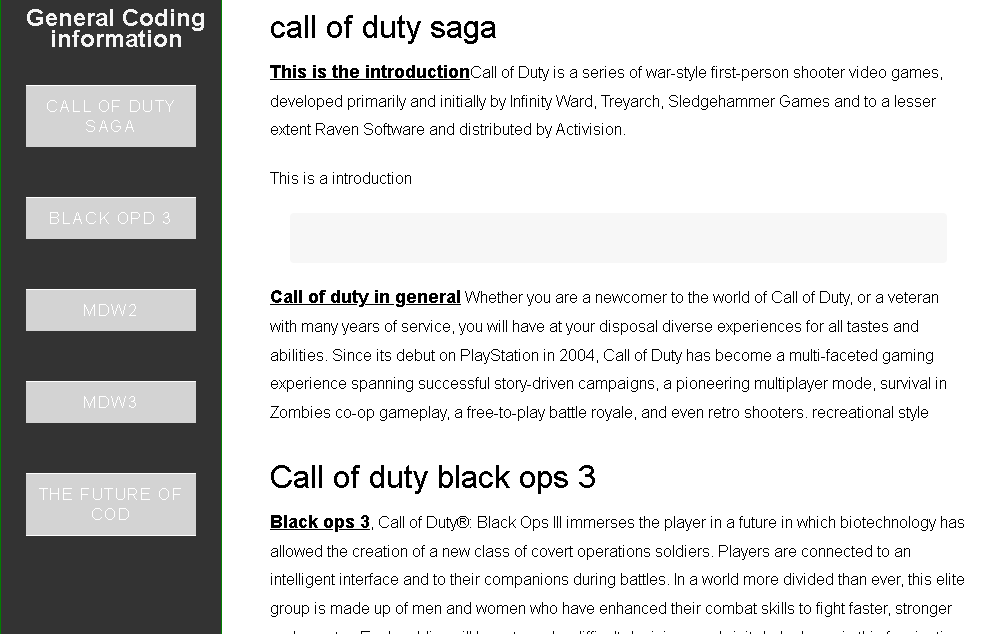 General Coding
information
CALL OF DUTY
SAGA
BLACK OPD 3
MDW2
MDW3
THE FUTURE OF
COD
call of duty saga
This is the introductionCall of Duty is a series of war-style first-person shooter video games,
developed primarily and initially by Infinity Ward, Treyarch, Sledgehammer Games and to a lesser
extent Raven Software and distributed by Activision.
This is a introduction
Call of duty in general Whether you are a newcomer to the world of Call of Duty, or a veteran
with many years of service, you will have at your disposal diverse experiences for all tastes and
abilities. Since its debut on PlayStation in 2004, Call of Duty has become a multi-faceted gaming
experience spanning successful story-driven campaigns, a pioneering multiplayer mode, survival in
Zombies co-op gameplay, a free-to-play battle royale, and even retro shooters. recreational style
Call of duty black ops 3
Black ops 3, Call of Duty®: Black Ops III immerses the player in a future in which biotechnology has
allowed the creation of a new class of covert operations soldiers. Players are connected to an
intelligent interface and to their companions during battles. In a world more divided than ever, this elite
group is made up of men and women who have enhanced their combat skills to fight faster, stronger